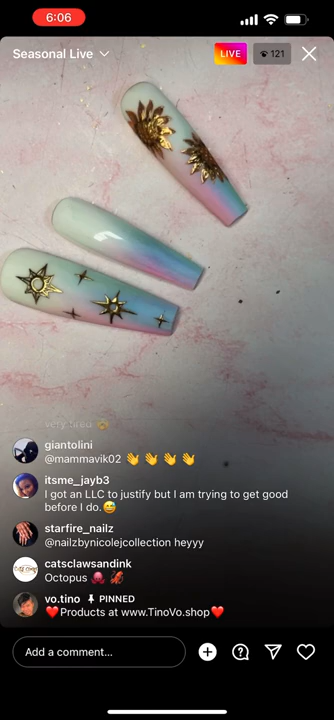 6:06
Seasonal Live
LIVE
121
very tired
giantolini
@mammavik02 👋 👋 👋 👋
itsme_jayb3
I got an LLC to justify but I am trying to get good
before I do.😅
starfire_nailz
@nailzbynicolejcollection heyyy
catsclawsandink
Octopus 🐙 🦞
vo.tino PINNED
❤️Products at www.TinoVo.shop❤️
Add a comment...